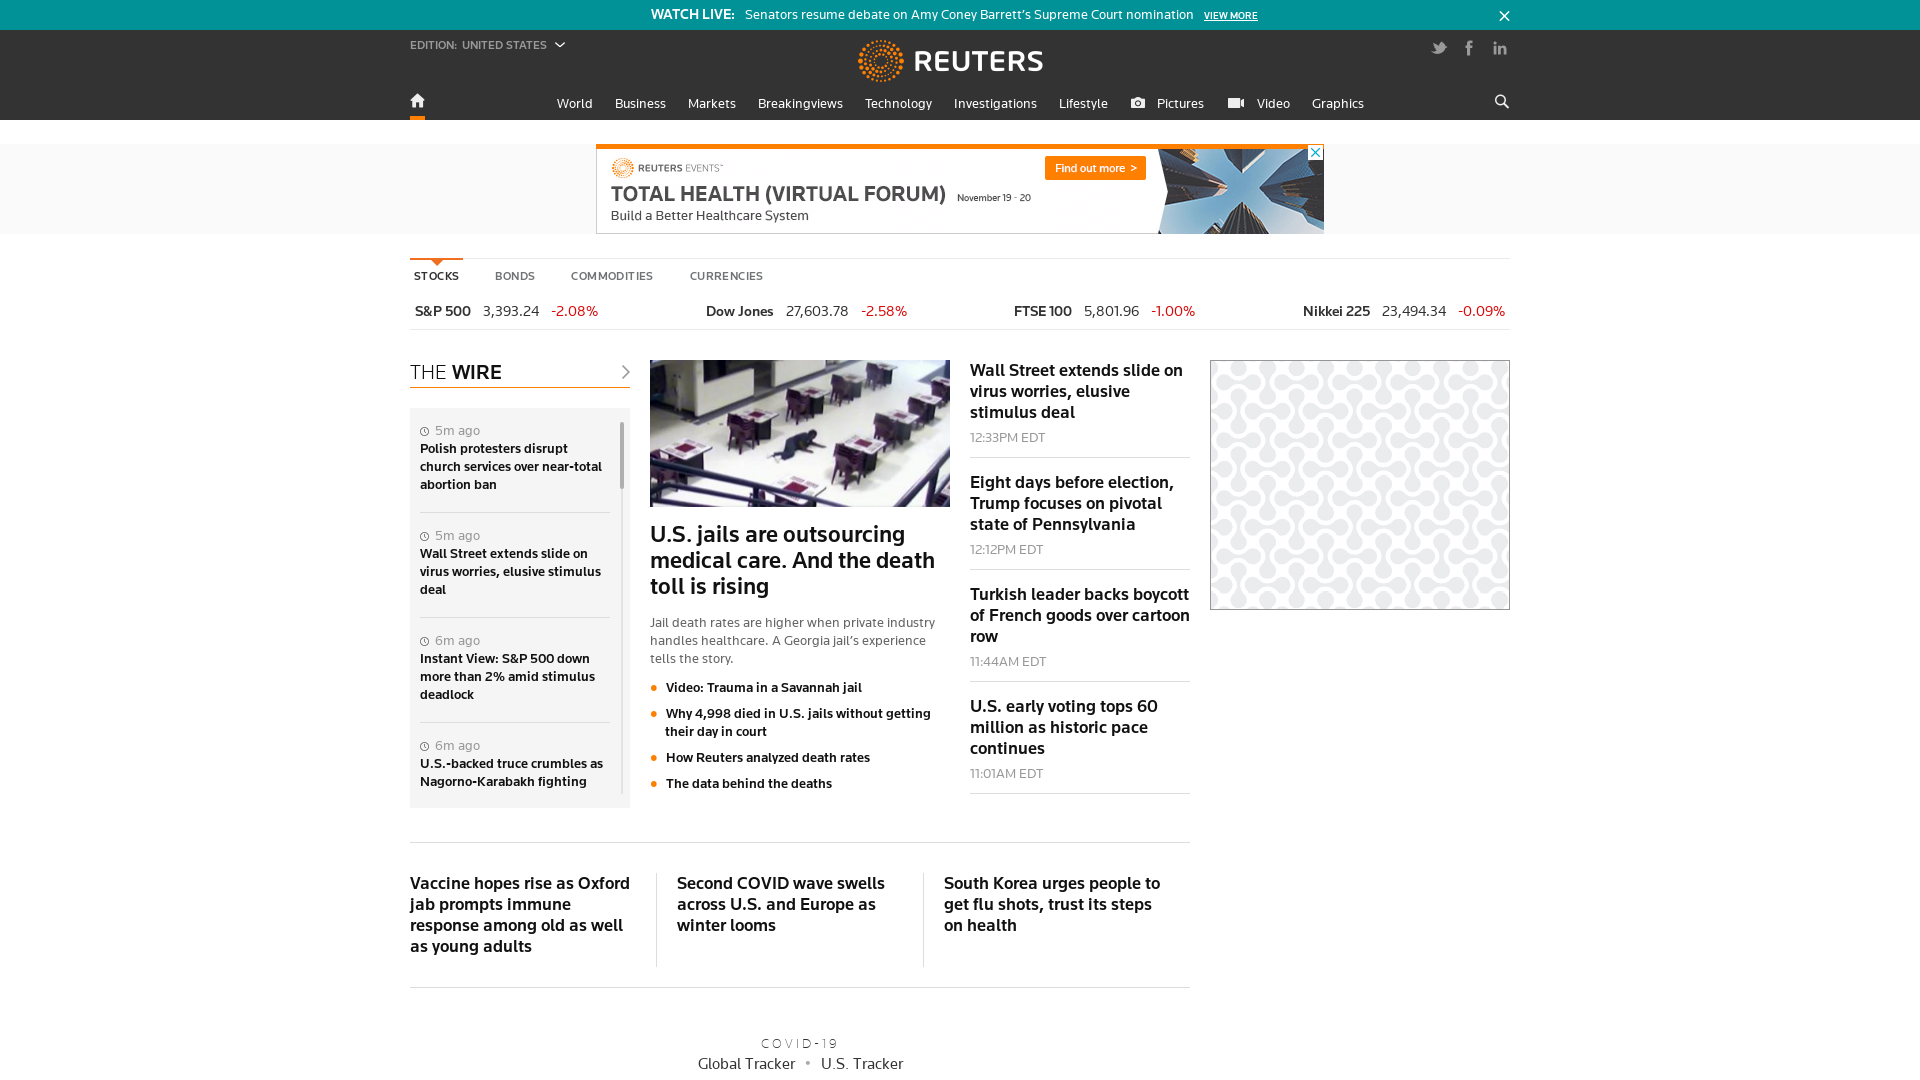 WATCH LIVE: Senators resume debate on Amy Coney Barrett’s Supreme Court nomination VIEW MORE
EDITION: UNITED STATES
REUTERS
World Business Markets Breakingviews Technology Investigations Lifestyle Pictures Video Graphics
REUTERS EVENTS™
Find out more >
TOTAL HEALTH (VIRTUAL FORUM) November 19 - 20
Build a Better Healthcare System
STOCKS BONDS COMMODITIES CURRENCIES
S&P 500 3,393.24 -2.08% Dow Jones 27,603.78 -2.58% FTSE 100 5,801.96 -1.00% Nikkei 225 23,494.34 -0.09%
THE WIRE
5m ago
Polish protesters disrupt
church services over near-total
abortion ban
5m ago
Wall Street extends slide on
virus worries, elusive stimulus
deal
6m ago
Instant View: S&P 500 down
more than 2% amid stimulus
deadlock
6m ago
U.S.-backed truce crumbles as
Nagorno-Karabakh fighting
U.S. jails are outsourcing
medical care. And the death
toll is rising
Jail death rates are higher when private industry
handles healthcare. A Georgia jail’s experience
tells the story.
Video: Trauma in a Savannah jail
Why 4,998 died in U.S. jails without getting
their day in court
How Reuters analyzed death rates
The data behind the deaths
Wall Street extends slide on
virus worries, elusive
stimulus deal
12:33PM EDT
Eight days before election,
Trump focuses on pivotal
state of Pennsylvania
12:12PM EDT
Turkish leader backs boycott
of French goods over cartoon
row
11:44AM EDT
U.S. early voting tops 60
million as historic pace
continues
11:01AM EDT
Vaccine hopes rise as Oxford
jab prompts immune
response among old as well
as young adults
Second COVID wave swells
across U.S. and Europe as
winter looms
South Korea urges people to
get flu shots, trust its steps
on health
COVID-19
Global Tracker • U.S. Tracker